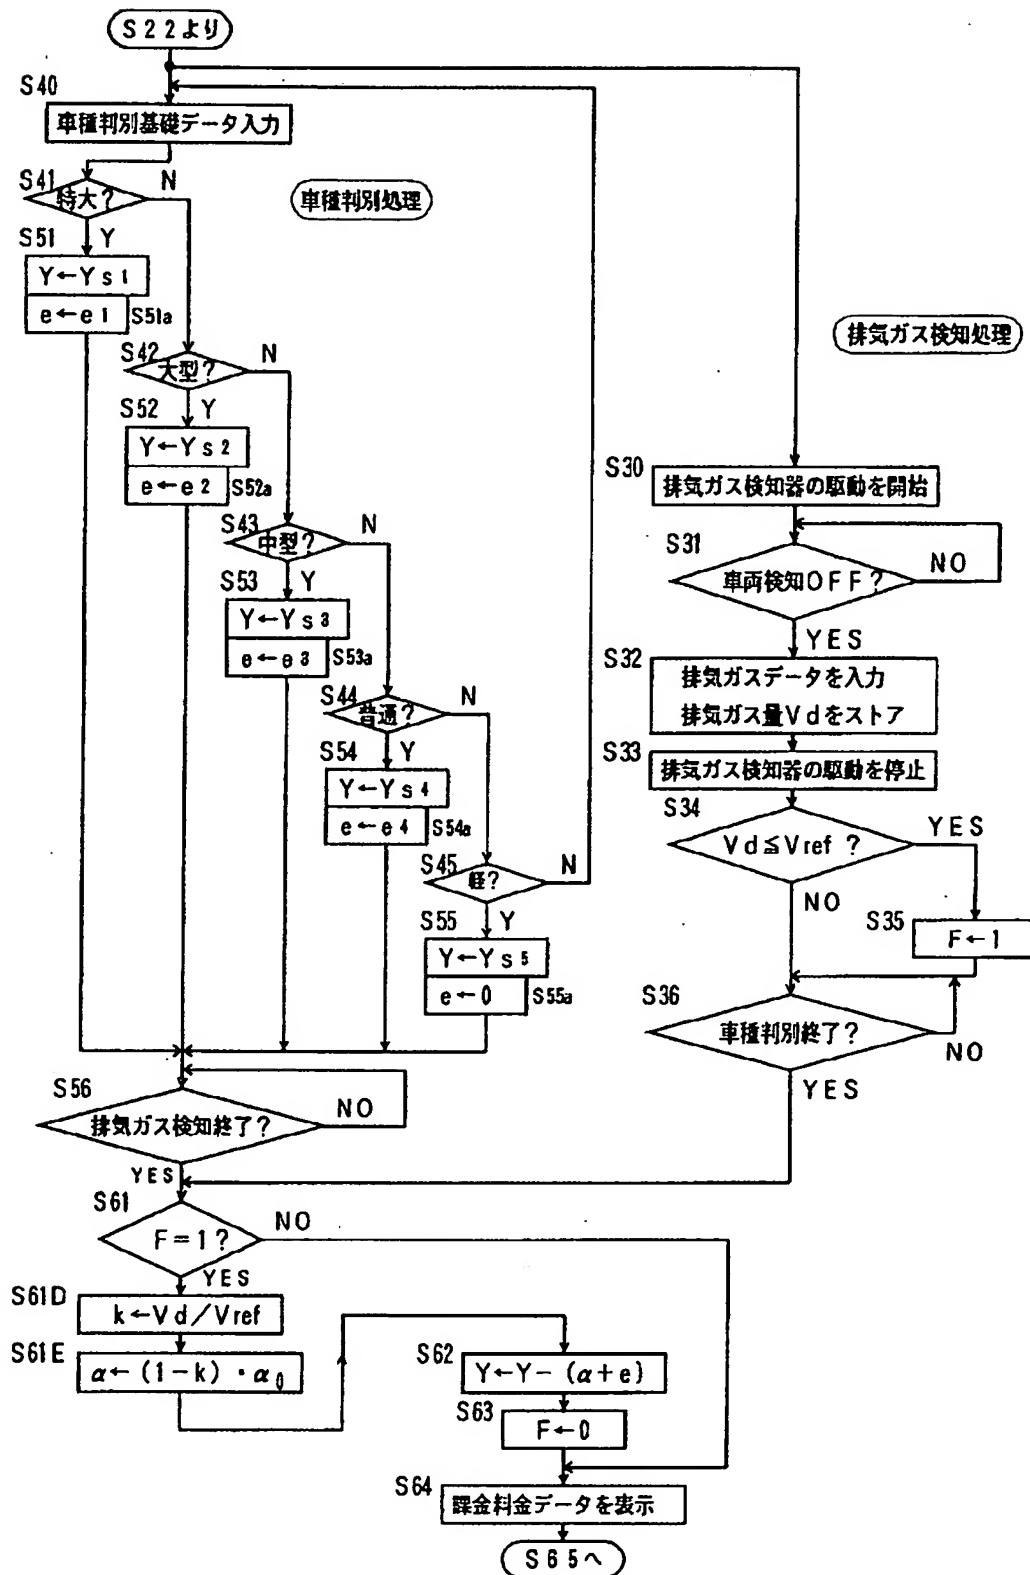 S22より
S40
車種判別基礎データ入力
S41
特大?
N
車種判別処理
S51
Y
Y←Ys1
e←e1
S51a
S42
大型?
N
S52
Y
Y←Ys2
e←e2
S52a
S43
中型?
N
S53
Y
Y←Ys3
e←e3
S53a
S44
普通?
N
S54
Y
Y←Ys4
e←e4
S54a
S45
軽?
N
S55
Y
Y←Ys5
e←0
S55a
S56
排気ガス検知終了?
NO
YES
排気ガス検知処理
S30
排気ガス検知器の駆動を開始
S31
車両検知OFF?
NO
YES
S32
排気ガスデータを入力
排気ガス量Vdをストア
S33
排気ガス検知器の駆動を停止
S34
Vd≦Vref?
YES
NO
S35
F←1
S36
車種判別終了?
NO
YES
S61
F=1?
NO
YES
S61D
k←Vd/Vref
S61E
α←(1-k)・α0
S62
Y←Y-(α+e)
S63
F←0
S64
課金料金データを表示
S65へ